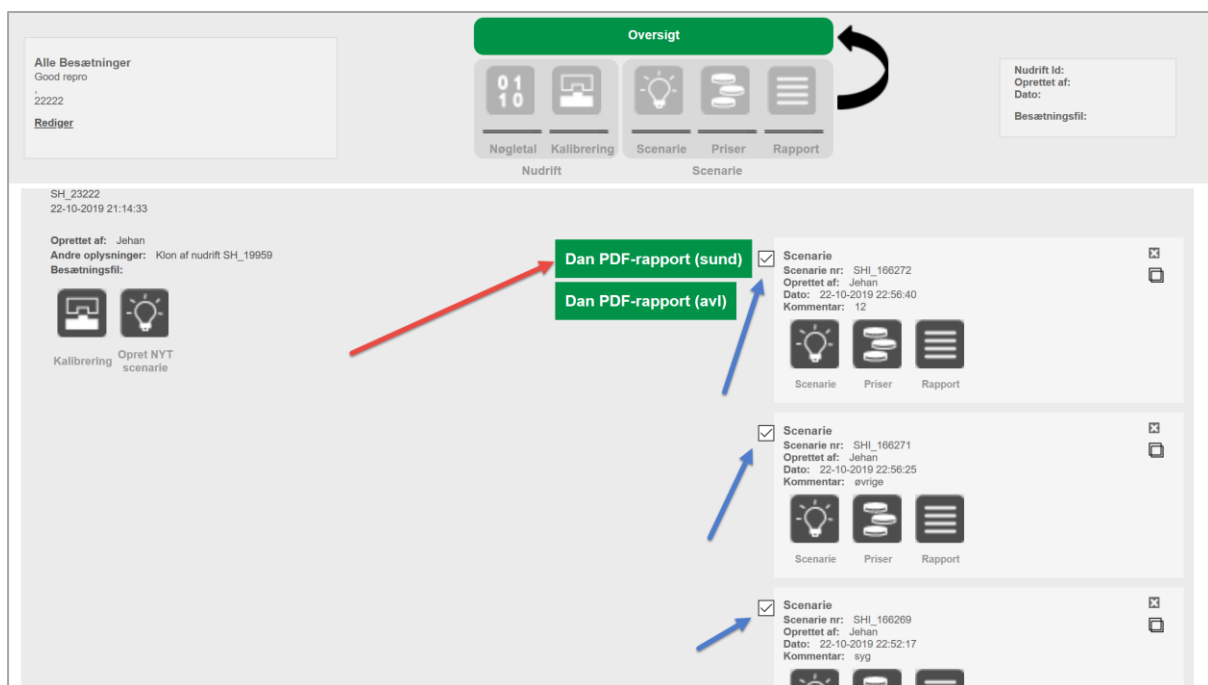 Oversigt
Alle Besætninger
Good repro
,
22222
Rediger
0 1
1 0
Nøgletal Kalibrering Scenarie Priser Rapport
Nudrift Scenarie
Nudrift Id:
Oprettet af:
Dato:
Besætningsfil:
SH_23222
22-10-2019 21:14:33
Oprettet af: Jehan
Andre oplysninger: Klon af nudrift SH_19959
Besætningsfil:
Kalibrering
Opret NYT
scenarie
Dan PDF-rapport (sund)
Dan PDF-rapport (avl)
Scenarie
Scenarie nr: SHI_166272
Oprettet af: Jehan
Dato: 22-10-2019 22:56:40
Kommentar: 12
Scenarie Priser Rapport
Scenarie
Scenarie nr: SHI_166271
Oprettet af: Jehan
Dato: 22-10-2019 22:56:25
Kommentar: øvrige
Scenarie Priser Rapport
Scenarie
Scenarie nr: SHI_166269
Oprettet af: Jehan
Dato: 22-10-2019 22:52:17
Kommentar: syg